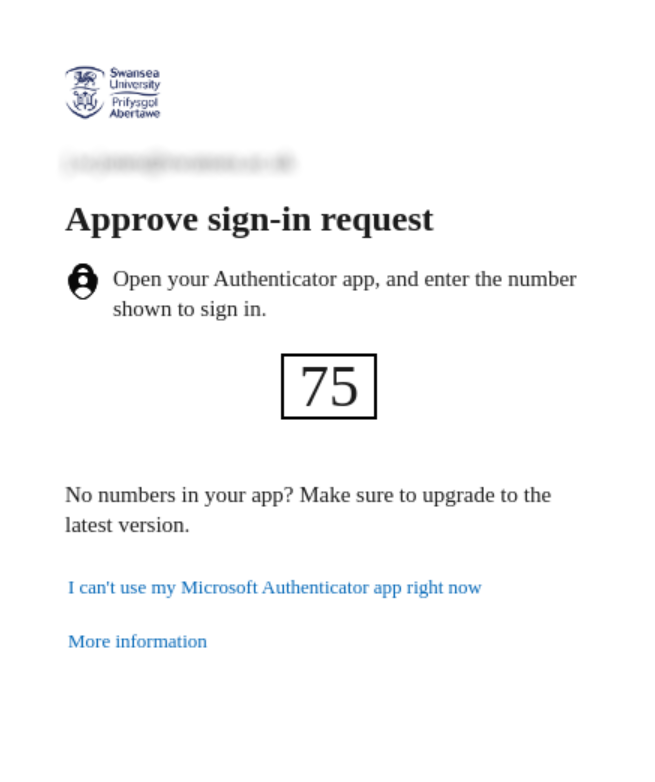 Swansea
University
Prifysgol
Abertawe
Approve sign-in request
Open your Authenticator app, and enter the number
shown to sign in.
75
No numbers in your app? Make sure to upgrade to the
latest version.
I can't use my Microsoft Authenticator app right now
More information